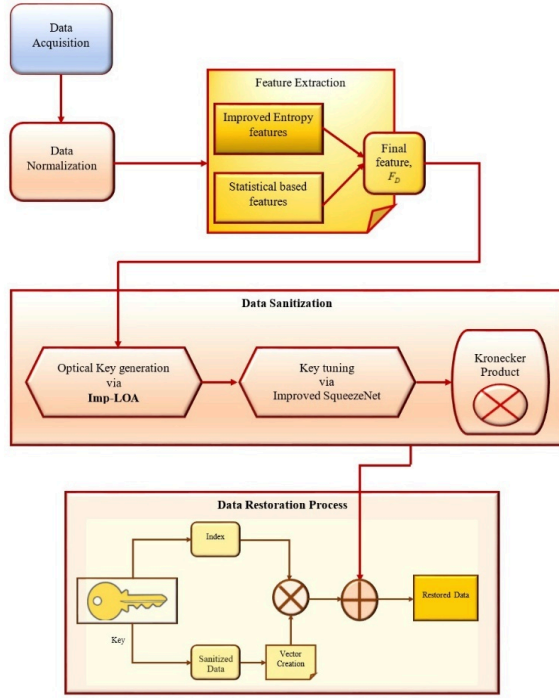 Data
Acquisition
Data
Normalization
Feature Extraction
Improved Entropy
features
Statistical based
features
Final
feature,
F_D
Data Sanitization
Optical Key generation
via
Imp-LOA
Key tuning
via
Improved SqueezeNet
Kronecker
Product
Data Restoration Process
Index
Key
Sanitized
Data
Vector
Creation
Restored Data